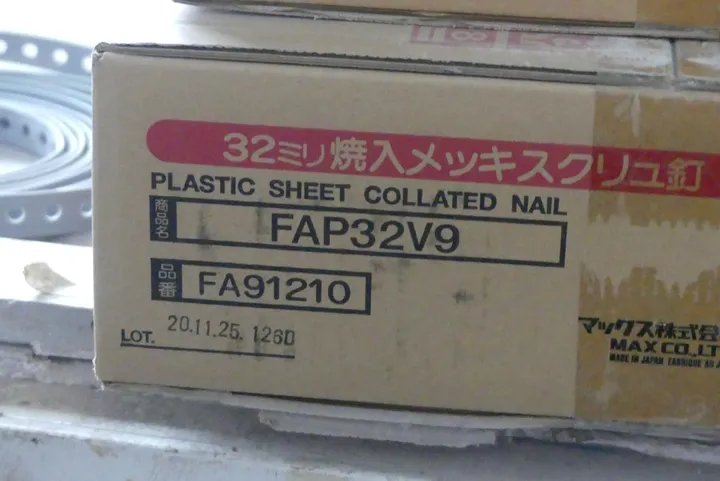 32ミリ焼入メッキスクリュ釘
PLASTIC SHEET COLLATED NAIL
商品名 FAP32V9
品番 FA91210
LOT. 20.11.25. 126D
マックス株式会
MAX CO., LT
MADE IN JAPAN FABRIQUE AU